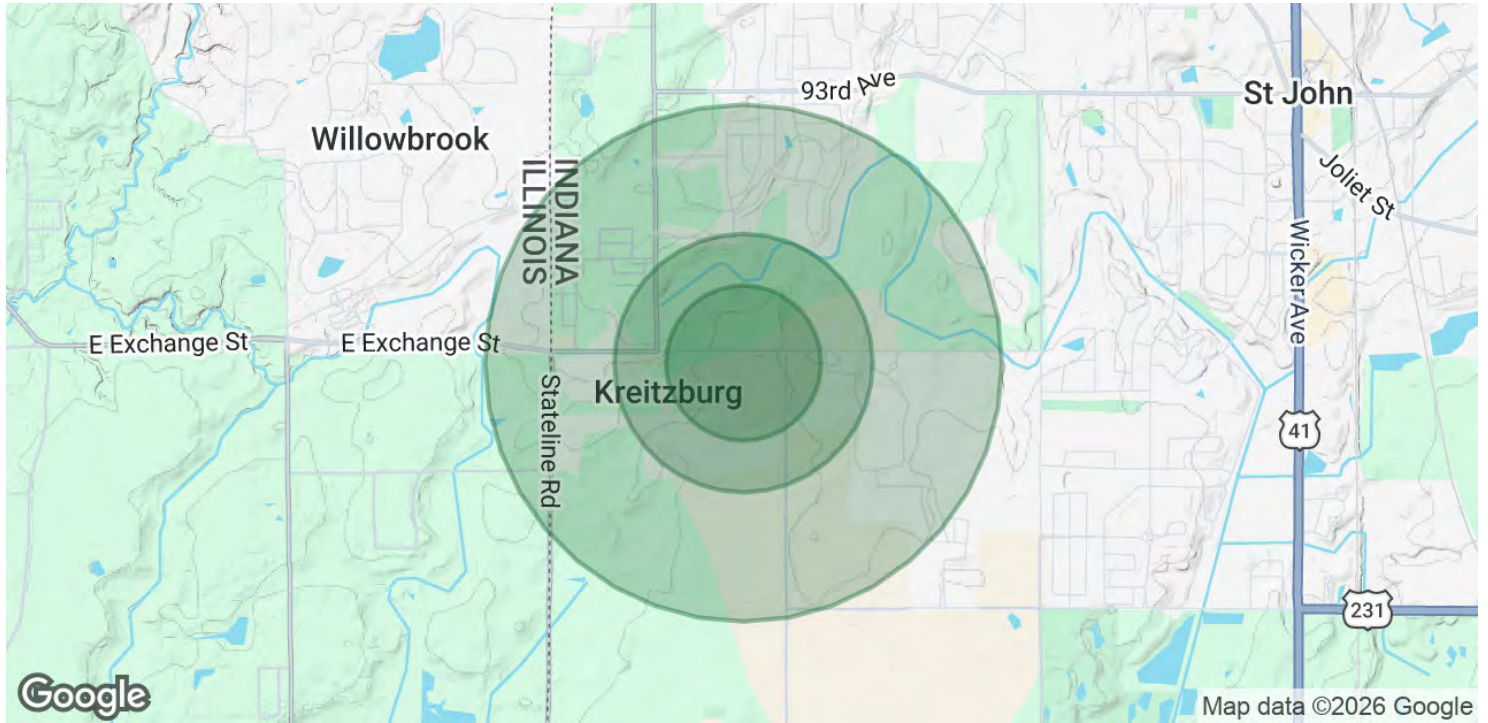 93rd Ave
St John
Willowbrook
INDIANA
ILLINOIS
Joliet St
Wicker Ave
E Exchange St
E Exchange St
Kreitzburg
Stateline Rd
41
231
Google
Map data ©2026 Google